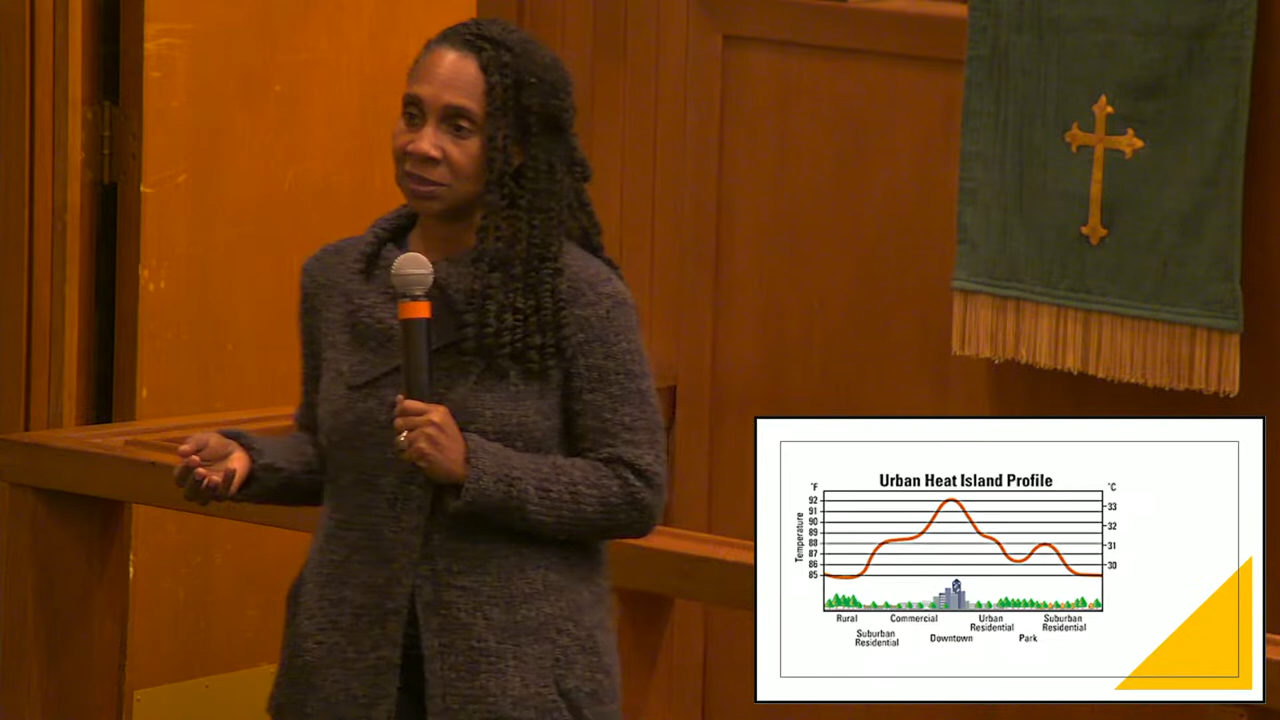 Urban Heat Island Profile
°F
°C
92
91
90
89
88
87
86
85
Temperature
33
32
31
30
Rural
Commercial
Urban
Residential
Suburban
Residential
Suburban
Residential
Downtown
Park